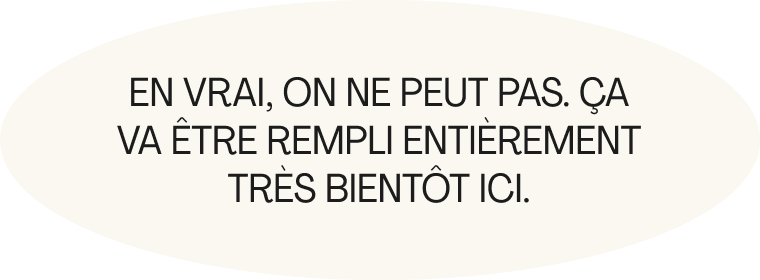 EN VRAI, ON NE PEUT PAS. ÇA
VA ÊTRE REMPLI ENTIÈREMENT
TRÈS BIENTÔT ICI.